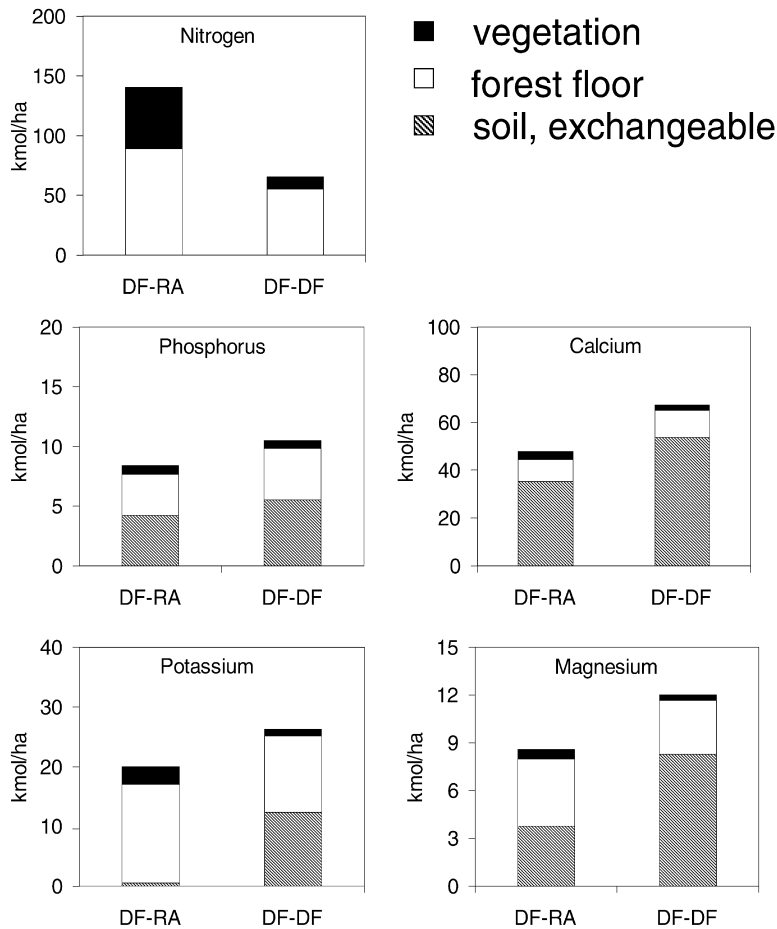 Nitrogen
200
150
100
50
0
kmol/ha
DF-RA DF-DF
vegetation
forest floor
soil, exchangeable
Phosphorus
20
15
10
5
0
kmol/ha
DF-RA DF-DF
Calcium
100
80
60
40
20
0
kmol/ha
DF-RA DF-DF
Potassium
40
30
20
10
0
kmol/ha
DF-RA DF-DF
Magnesium
15
12
9
6
3
0
kmol/ha
DF-RA DF-DF